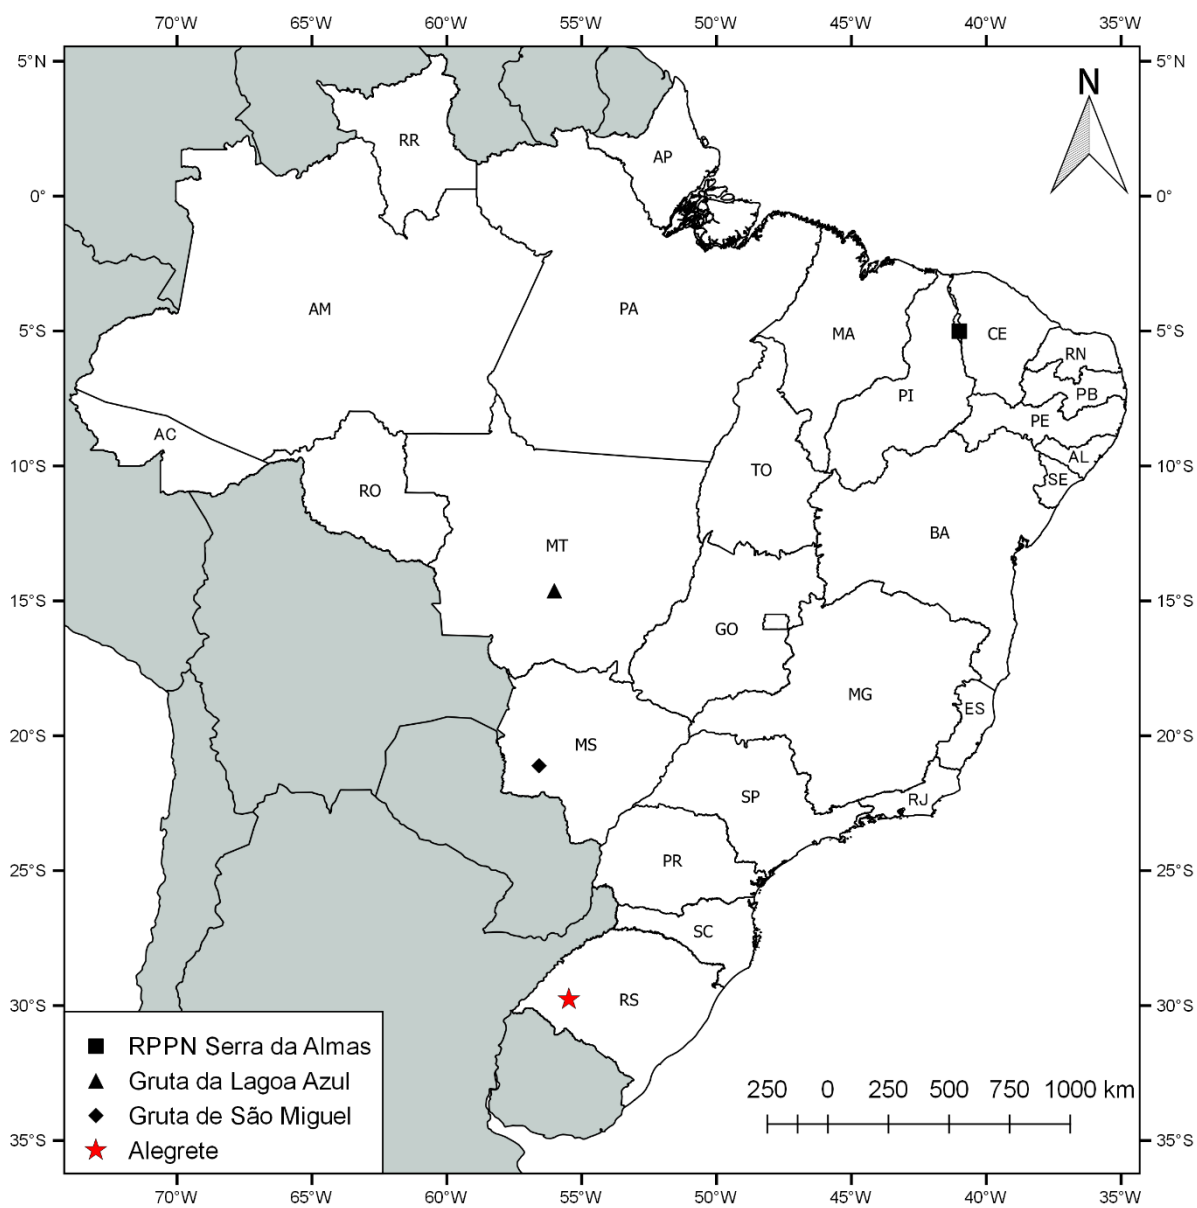 70°W 65°W 60°W 55°W 50°W 45°W 40°W 35°W
5°N 5°N
N
RR
AP
0° 0°
AM PA
5°S MA CE 5°S
RN
PI PB
PE
AC
AL
10°S TO 10°S
SE
RO
BA
MT
15°S 15°S
GO
MG
ES
20°S 20°S
MS
SP RJ
PR
25°S 25°S
SC
RS
30°S 30°S
RPPN Serra da Almas
Gruta da Lagoa Azul
250 0 250 500 750 1000 km
Gruta de São Miguel
35°S 35°S
Alegrete
70°W 65°W 60°W 55°W 50°W 45°W 40°W 35°W